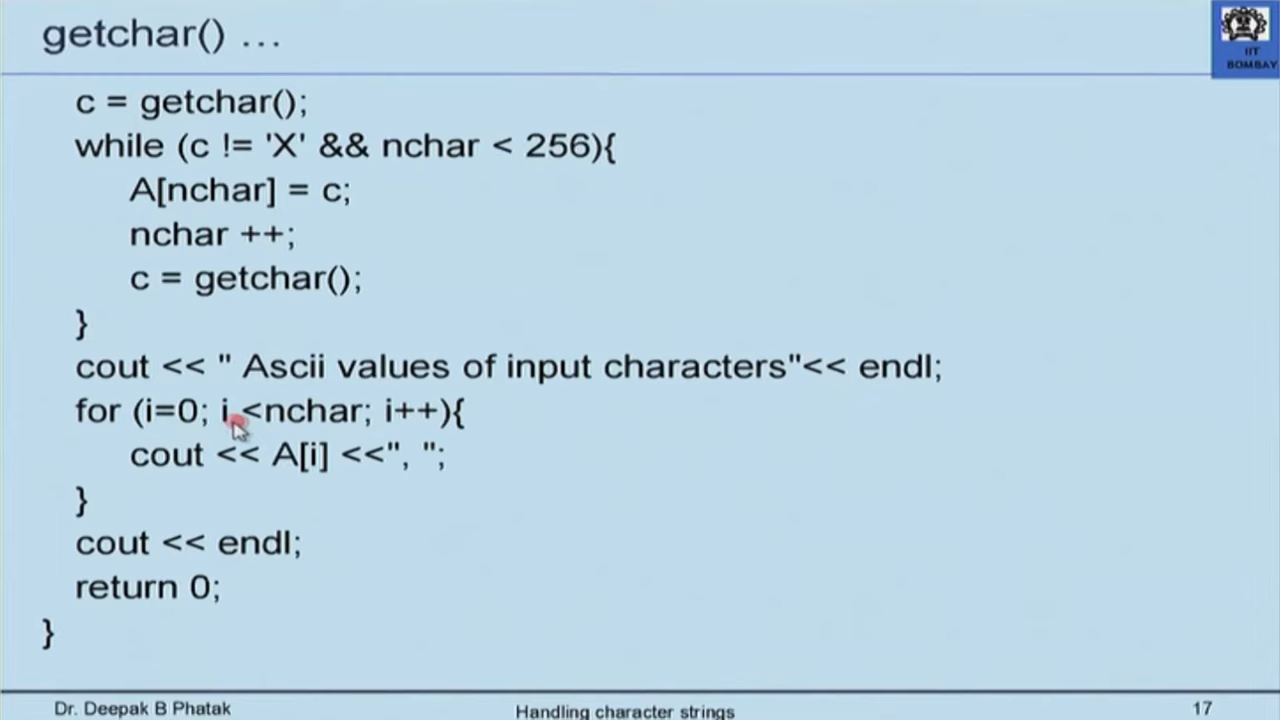 getchar() ...
IIT
BOMBAY
c = getchar();
while (c != 'X' && nchar < 256){
A[nchar] = c;
nchar ++;
c = getchar();
}
cout << " Ascii values of input characters"<< endl;
for (i=0; i <nchar; i++){
cout << A[i] <<", ";
}
cout << endl;
return 0;
}
Dr. Deepak B Phatak
Handling character strings
17